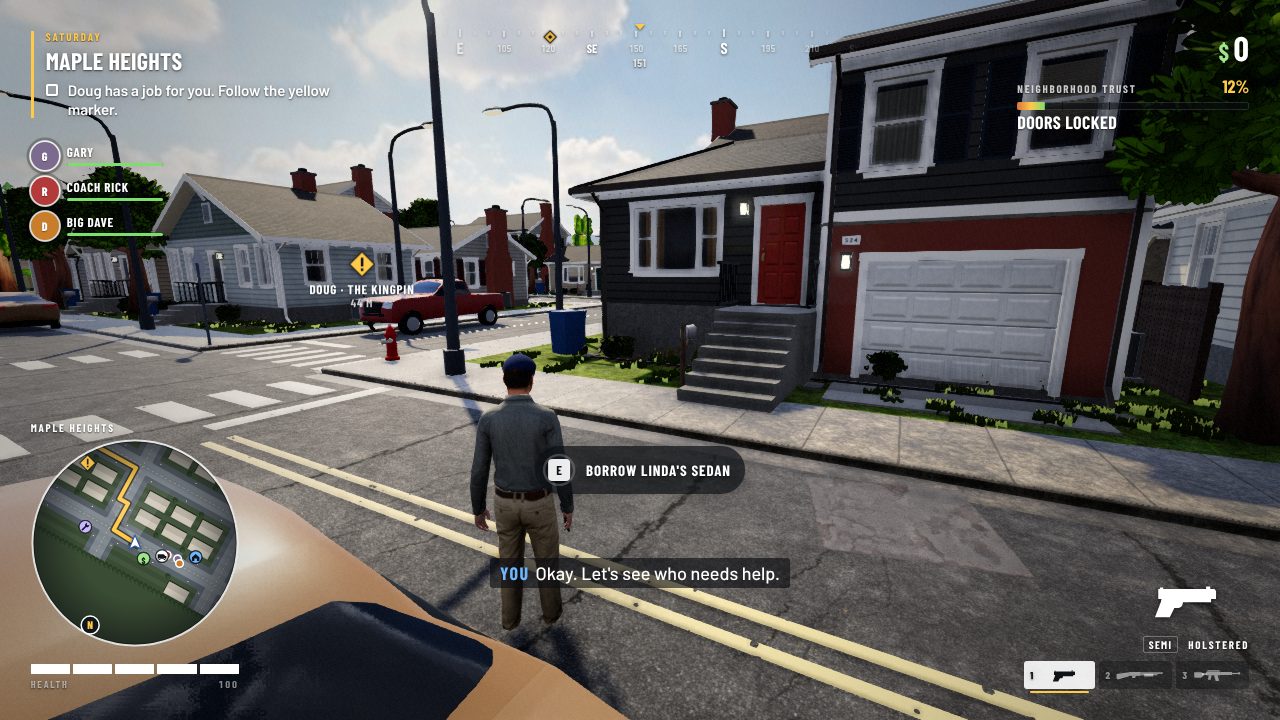 SATURDAY
MAPLE HEIGHTS
Doug has a job for you. Follow the yellow
marker.
G GARY
R COACH RICK
D BIG DAVE
E 105 120 SE 150 165 S 195 210
151
$0
NEIGHBORHOOD TRUST 12%
DOORS LOCKED
DOUG · THE KINGPIN
44 M
524
E BORROW LINDA'S SEDAN
YOU Okay. Let's see who needs help.
MAPLE HEIGHTS
N
HEALTH 100
SEMI HOLSTERED
1 2 3